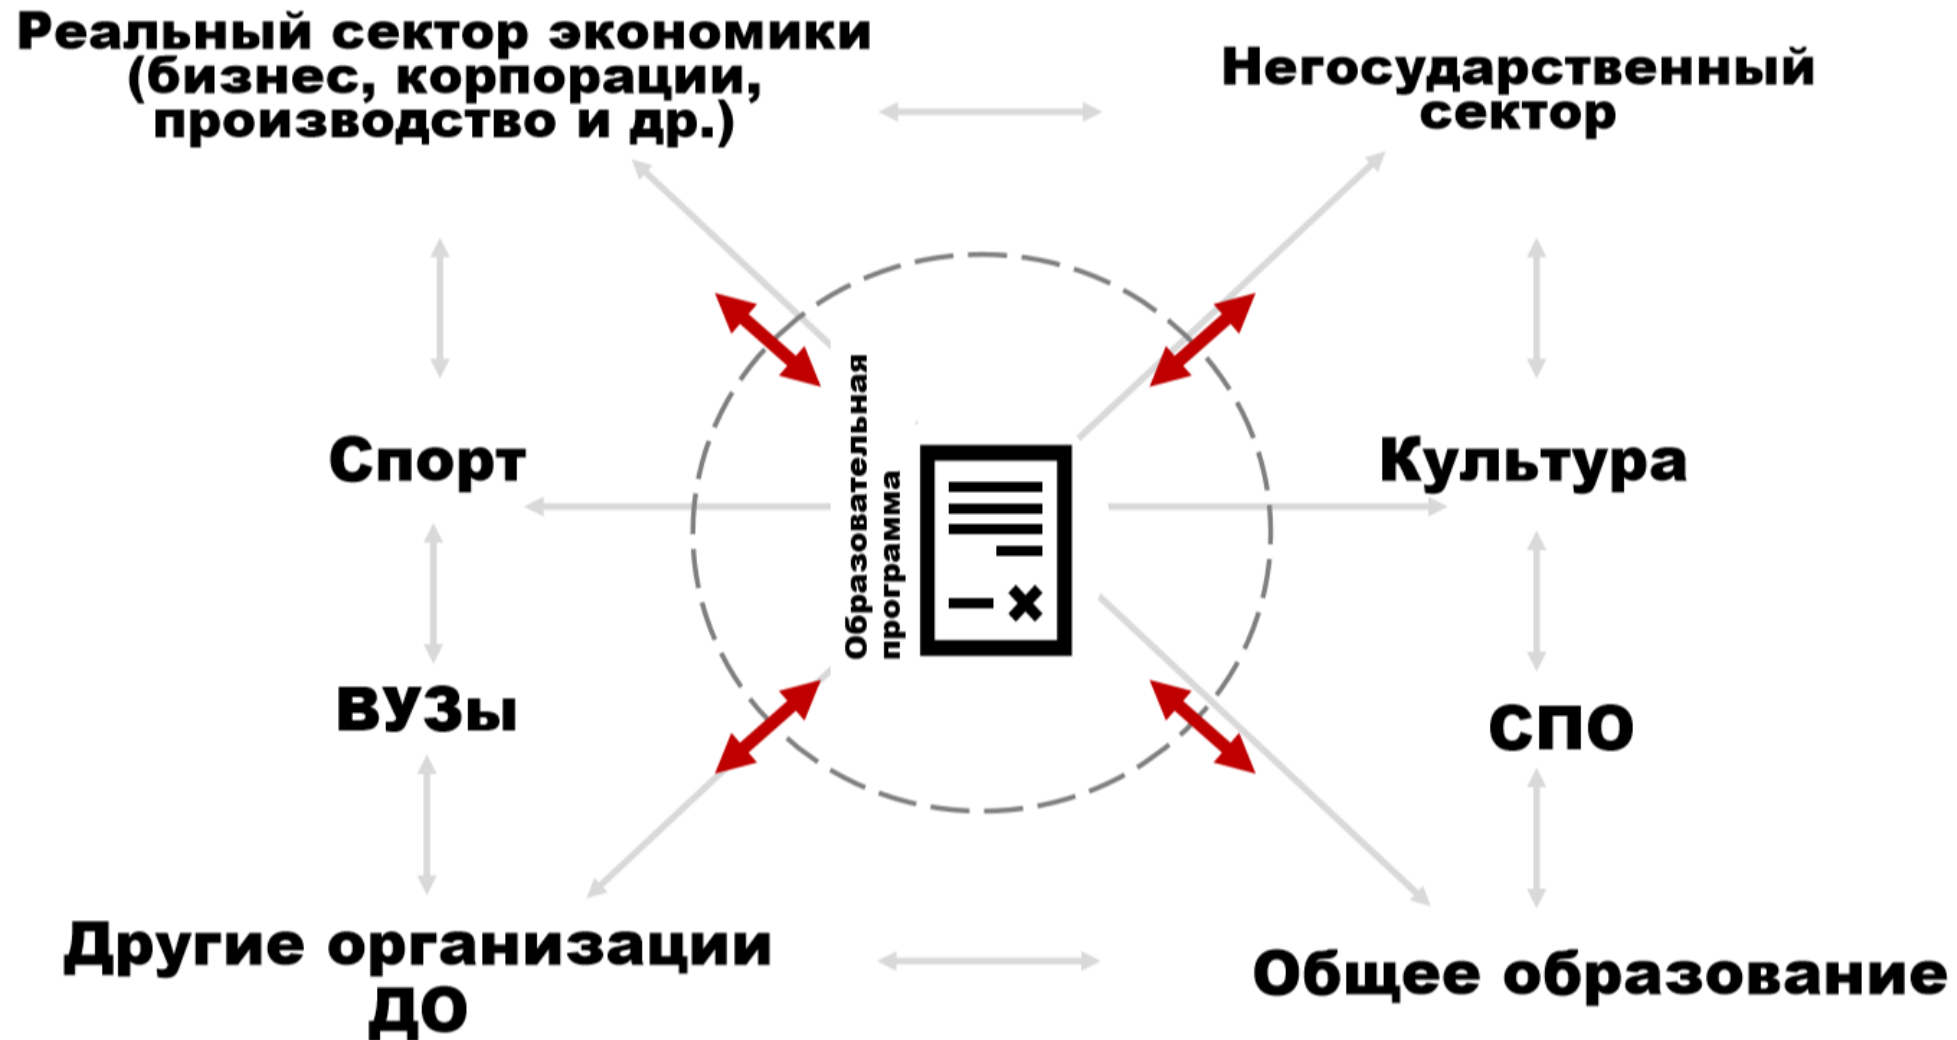 Реальный сектор экономики
(бизнес, корпорации,
производство и др.)
Негосударственный
сектор
Образовательная
программа
Спорт
Культура
ВУЗы
СПО
Другие организации
ДО
Общее образование